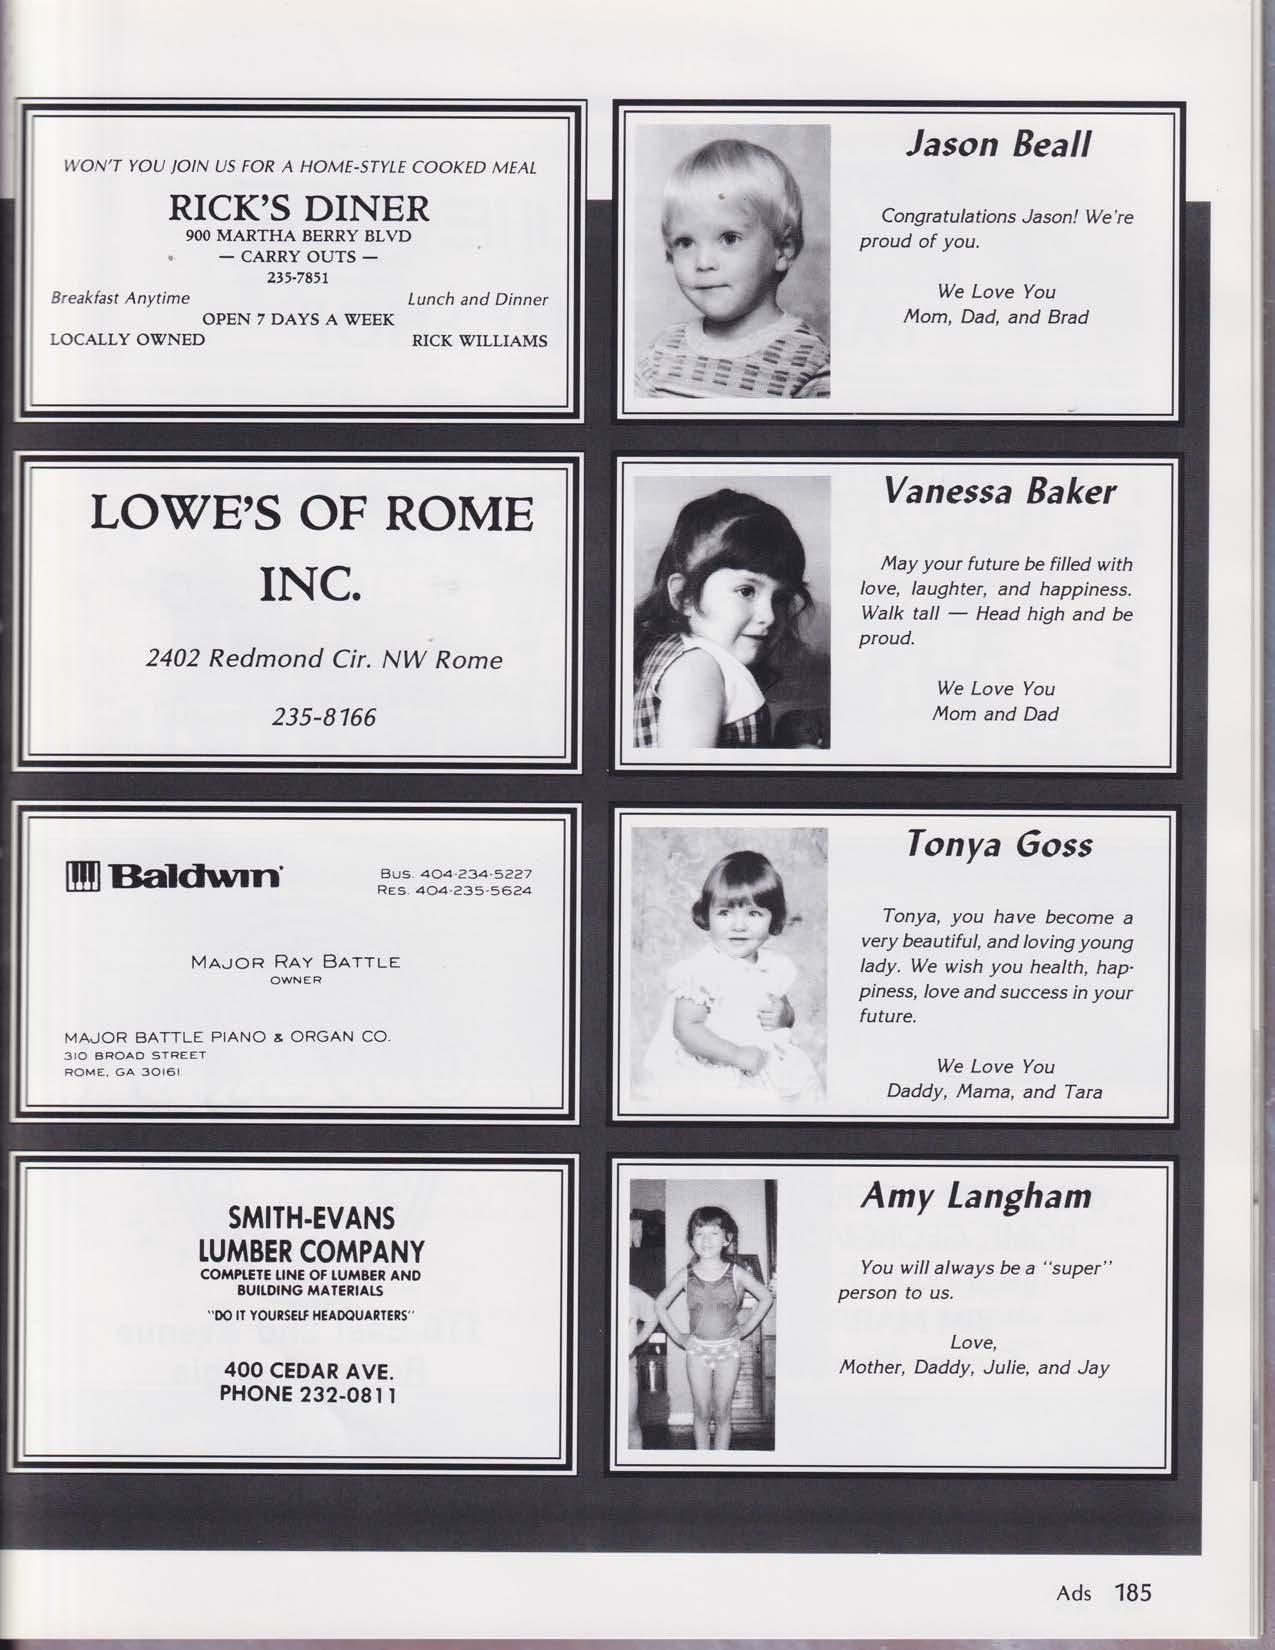 WON'T YOU JOIN US FOR A HOME-STYLE COOKED MEAL
RICK'S DINER
900 MARTHA BERRY BLVD
— CARRY OUTS —
235-7851
Breakfast Anytime
Lunch and Dinner
OPEN 7 DAYS A WEEK
LOCALLY OWNED
RICK WILLIAMS
Jason Beall
Congratulations Jason! We're
proud of you.
We Love You
Mom, Dad, and Brad
LOWE'S OF ROME
INC.
2402 Redmond Cir. NW Rome
235-8166
Vanessa Baker
May your future be filled with
love, laughter, and happiness.
Walk tall — Head high and be
proud.
We Love You
Mom and Dad
Baldwin
BUS. 404-234-5227
RES. 404-235-5624
MAJOR RAY BATTLE
OWNER
MAJOR BATTLE PIANO & ORGAN CO.
310 BROAD STREET
ROME, GA 30161
Tonya Goss
Tonya, you have become a
very beautiful, and loving young
lady. We wish you health, hap-
piness, love and success in your
future.
We Love You
Daddy, Mama, and Tara
SMITH-EVANS
LUMBER COMPANY
COMPLETE LINE OF LUMBER AND
BUILDING MATERIALS
"DO IT YOURSELF HEADQUARTERS"
400 CEDAR AVE.
PHONE 232-0811
Amy Langham
You will always be a "super"
person to us.
Love,
Mother, Daddy, Julie, and Jay
Ads 185